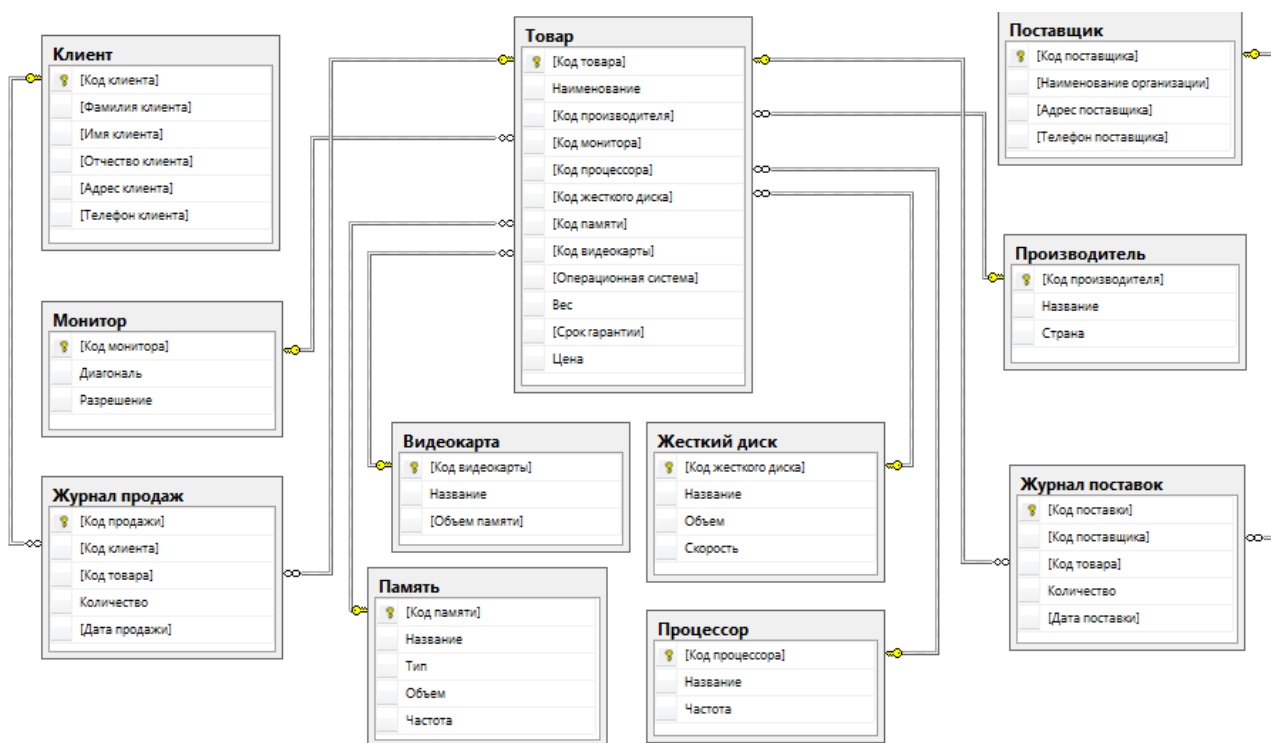 Клиент
[Код клиента]
[Фамилия клиента]
[Имя клиента]
[Отчество клиента]
[Адрес клиента]
[Телефон клиента]
Монитор
[Код монитора]
Диагональ
Разрешение
Журнал продаж
[Код продажи]
[Код клиента]
[Код товара]
Количество
[Дата продажи]
Товар
[Код товара]
Наименование
[Код производителя]
[Код монитора]
[Код процессора]
[Код жесткого диска]
[Код памяти]
[Код видеокарты]
[Операционная система]
Вес
[Срок гарантии]
Цена
Видеокарта
[Код видеокарты]
Название
[Объем памяти]
Память
[Код памяти]
Название
Тип
Объем
Частота
Жесткий диск
[Код жесткого диска]
Название
Объем
Скорость
Процессор
[Код процессора]
Название
Частота
Поставщик
[Код поставщика]
[Наименование организации]
[Адрес поставщика]
[Телефон поставщика]
Производитель
[Код производителя]
Название
Страна
Журнал поставок
[Код поставки]
[Код поставщика]
[Код товара]
Количество
[Дата поставки]